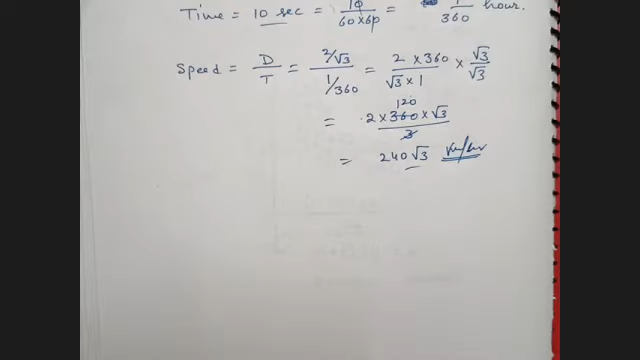 Time = 10 sec = 10/60×60 = 1/360 hour.
Speed = D/T = 2/√3 / 1/360 = 2 × 360/√3 × 1 × √3/√3
= 2 × 360 × √3/3 120
= 240√3 km/hr